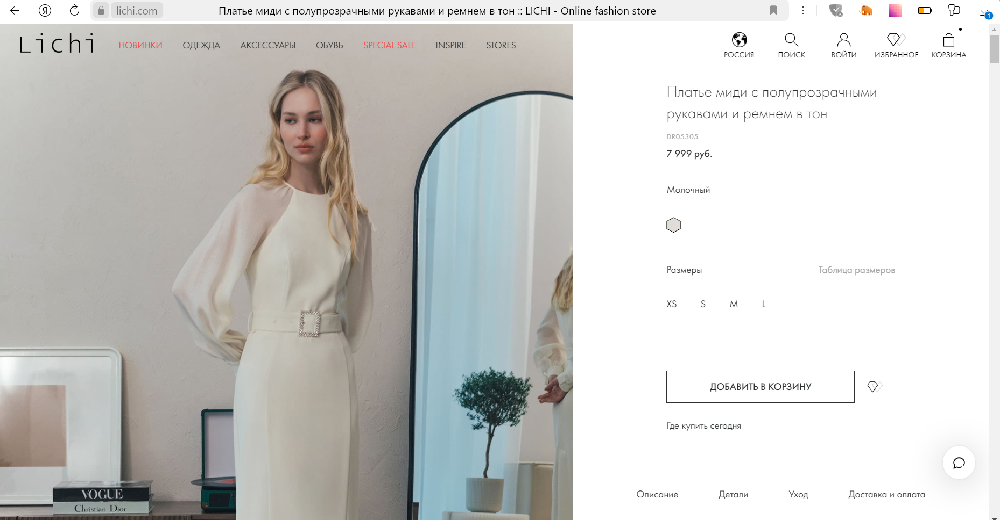 lichi.com
Платье миди с полупрозрачными рукавами и ремнем в тон :: LICHI - Online fashion store
1
Lichi
НОВИНКИ
ОДЕЖДА
АКСЕССУАРЫ
ОБУВЬ
SPECIAL SALE
INSPIRE
STORES
РОССИЯ
ПОИСК
ВОЙТИ
ИЗБРАННОЕ
КОРЗИНА
Платье миди с полупрозрачными
рукавами и ремнем в тон
DR05305
7 999 руб.
Молочный
Размеры
Таблица размеров
XS S M L
ДОБАВИТЬ В КОРЗИНУ
Где купить сегодня
Описание
Детали
Уход
Доставка и оплата
VOGUE
Christian Dior